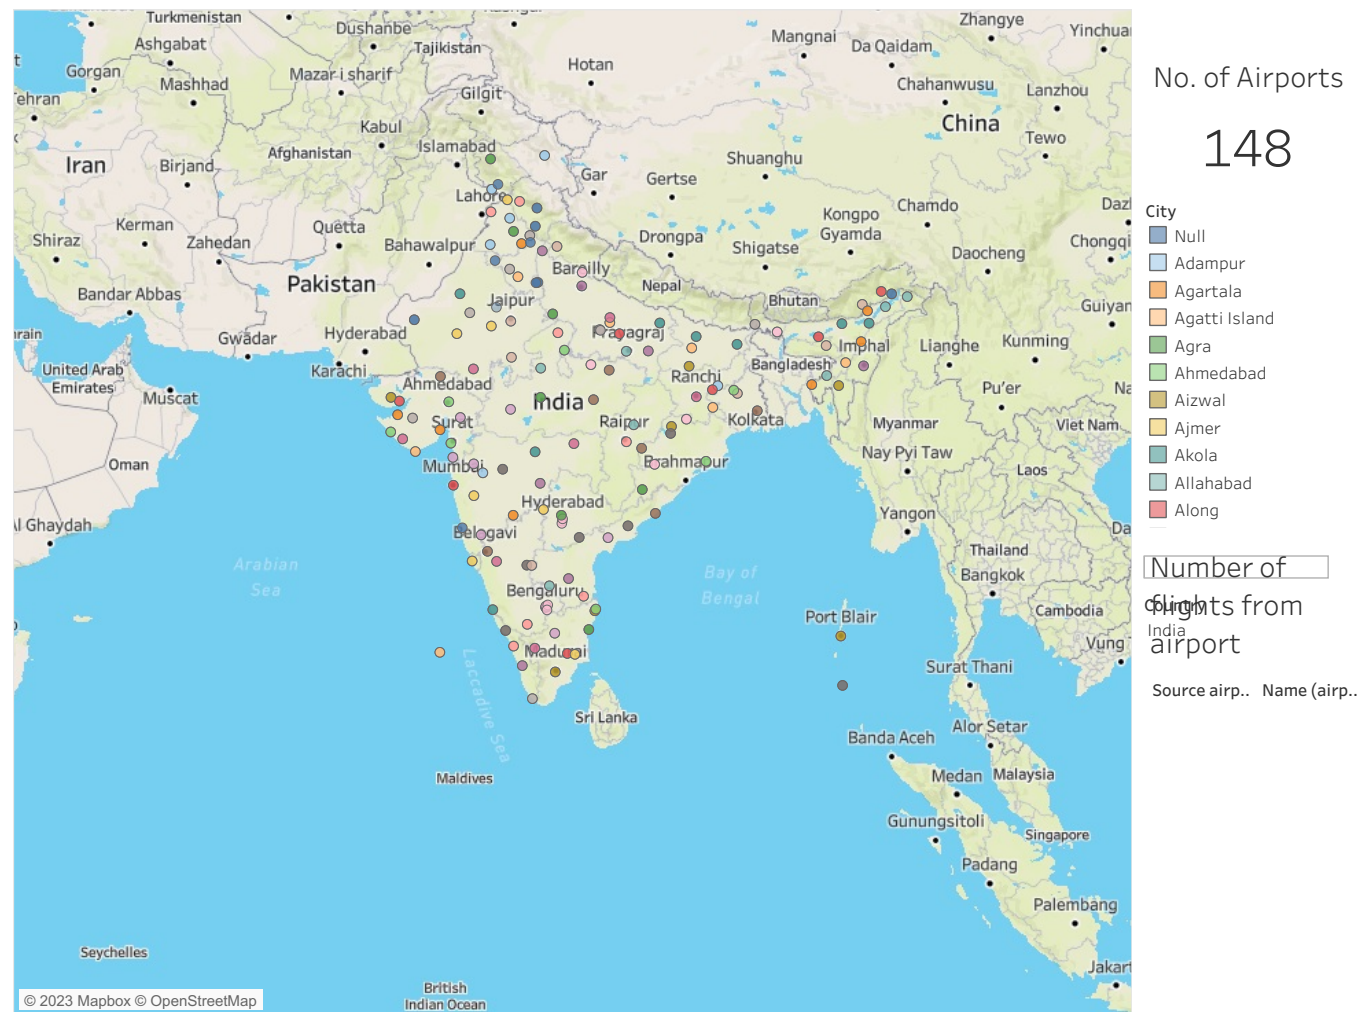 Turkmenistan
Dushanbe
Zhangye
Yinchuan
Ashgabat
Tajikistan
Mangnai
Da Qaidam
Gorgan
Mashhad
Mazar i sharif
Hotan
Chahanwusu
Lanzhou
Gilgit
Kabul
China
Tewo
Iran
Birjand
Afghanistan
Islamabad
Gar
Gertse
Shuanghu
Lahore
Chamdo
Kerman
Quetta
Kongpo
Gyamda
Shiraz
Zahedan
Bahawalpur
Drongpa
Shigatse
Daocheng
Chongqi
Pakistan
Bareilly
Nepal
Bandar Abbas
Jaipur
Bhutan
Guiyan
Gwadar
Hyderabad
Prayagraj
Imphal
Lianghe
Kunming
United Arab
Emirates
Karachi
Ahmedabad
Ranchi
Bangladesh
Pu'er
Muscat
India
Surat
Raipur
Kolkata
Myanmar
Viet Nam
Oman
Mumbai
Brahmapur
Nay Pyi Taw
Laos
Al Ghaydah
Hyderabad
Belagavi
Yangon
Arabian
Sea
Bay of
Bengal
Thailand
Bangkok
Bengaluru
Port Blair
Cambodia
Vung
Madurai
Laccadive Sea
Surat Thani
Sri Lanka
Banda Aceh
Alor Setar
Maldives
Medan
Malaysia
Gunungsitoli
Singapore
Padang
Palembang
Seychelles
Jakart
British
Indian Ocean
© 2023 Mapbox © OpenStreetMap
No. of Airports
148
City
Null
Adampur
Agartala
Agatti Island
Agra
Ahmedabad
Aizwal
Ajmer
Akola
Allahabad
Along
Number of
flights from
airport
Country
India
Source airp.. Name (airp..